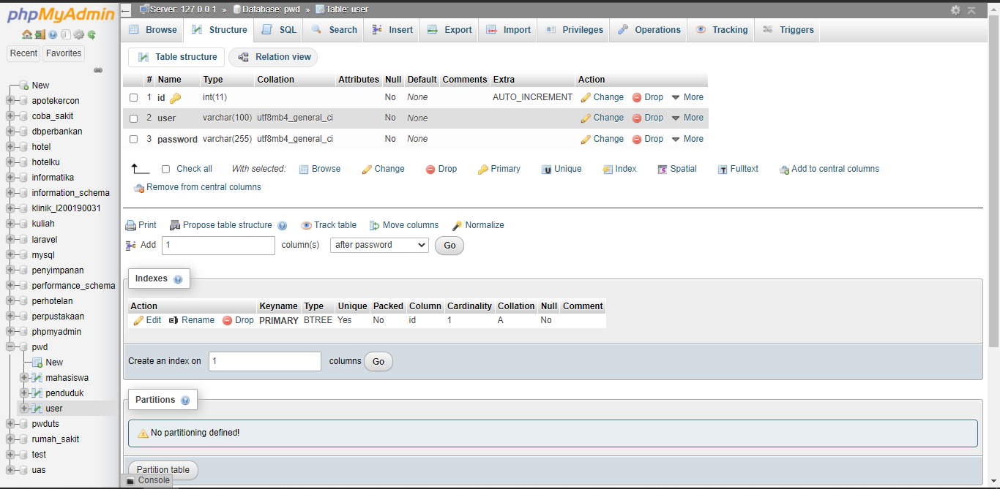 phpMyAdmin
Recent Favorites
New
apotekercon
coba_sakit
dbperbankan
hotel
hotelku
informatika
information_schema
klinik_l200190031
kuliah
laravel
mysql
penyimpanan
performance_schema
perhotelan
perpustakaan
phpmyadmin
pwd
New
mahasiswa
penduduk
user
pwduts
rumah_sakit
test
uas
Server: 127.0.0.1 » Database: pwd » Table: user
Browse Structure SQL Search Insert Export Import Privileges Operations Tracking Triggers
Table structure Relation view
# Name Type Collation Attributes Null Default Comments Extra Action
1 id int(11) No None AUTO_INCREMENT Change Drop More
2 user varchar(100) utf8mb4_general_ci No None Change Drop More
3 password varchar(255) utf8mb4_general_ci No None Change Drop More
Check all With selected: Browse Change Drop Primary Unique Index Spatial Fulltext Add to central columns
Remove from central columns
Print Propose table structure Track table Move columns Normalize
Add 1 column(s) after password Go
Indexes
Action Keyname Type Unique Packed Column Cardinality Collation Null Comment
Edit Rename Drop PRIMARY BTREE Yes No id 1 A No
Create an index on 1 columns Go
Partitions
No partitioning defined!
Partition table
Console